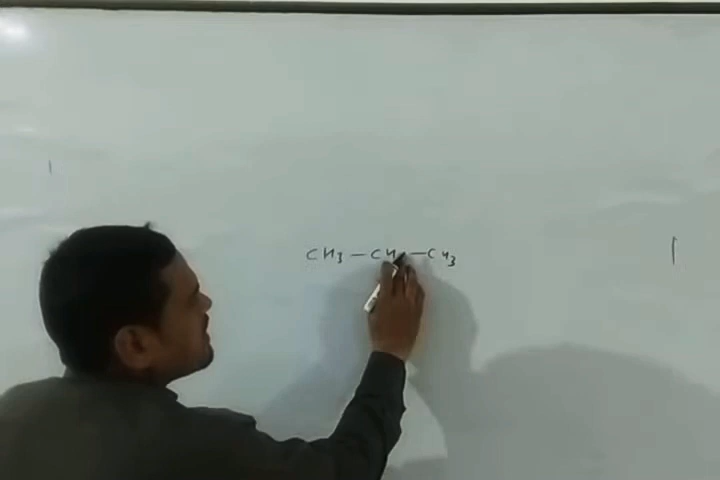 CH3 — CH — CH3